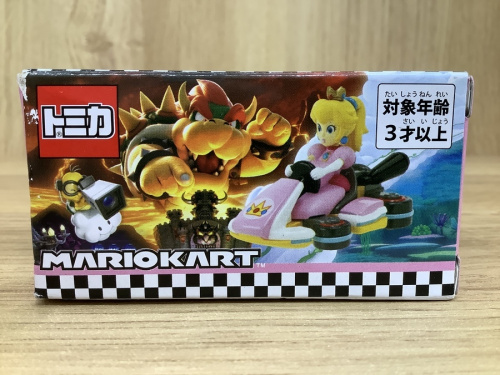 トミカ
®
たいしょうねんれい
対象年齢
さいいじょう
3才以上
MARIOKART™